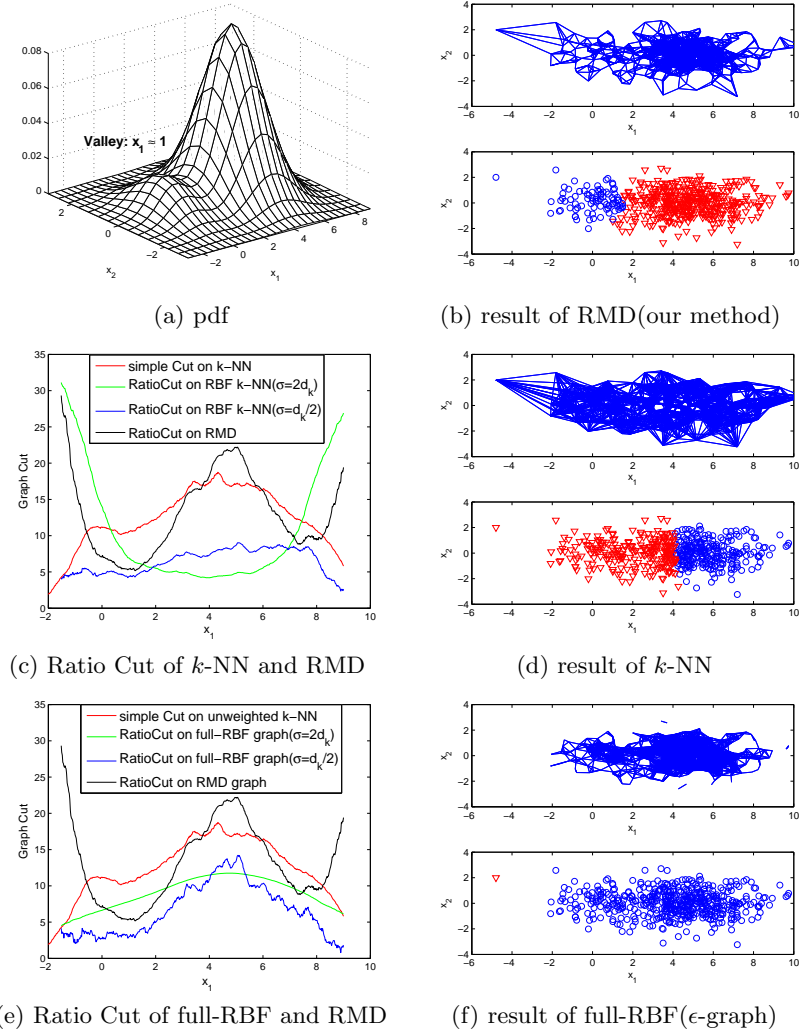 0.08
0.06
0.04
0.02
0
Valley: x1 ≈ 1
2
0
−2
x2
−2
0
2
4
6
8
x1
(a) pdf
4
2
0
−2
−4
x2
−6 −4 −2 0 2 4 6 8 10
x1
4
2
0
−2
−4
x2
−6 −4 −2 0 2 4 6 8 10
x1
(b) result of RMD(our method)
35
30
25
20
15
10
5
0
Graph Cut
simple Cut on k−NN
RatioCut on RBF k−NN(σ=2dk)
RatioCut on RBF k−NN(σ=dk/2)
RatioCut on RMD
−2 0 2 4 6 8 10
x1
(c) Ratio Cut of k-NN and RMD
4
2
0
−2
−4
x2
−6 −4 −2 0 2 4 6 8 10
x1
4
2
0
−2
−4
x2
−6 −4 −2 0 2 4 6 8 10
x1
(d) result of k-NN
35
30
25
20
15
10
5
0
Graph Cut
simple Cut on unweighted k−NN
RatioCut on full−RBF graph(σ=2dk)
RatioCut on full−RBF graph(σ=dk/2)
RatioCut on RMD graph
−2 0 2 4 6 8 10
x1
e) Ratio Cut of full-RBF and RMD
4
2
0
−2
−4
x2
−6 −4 −2 0 2 4 6 8 10
x1
4
2
0
−2
−4
x2
−6 −4 −2 0 2 4 6 8 10
x1
(f) result of full-RBF(ϵ-graph)